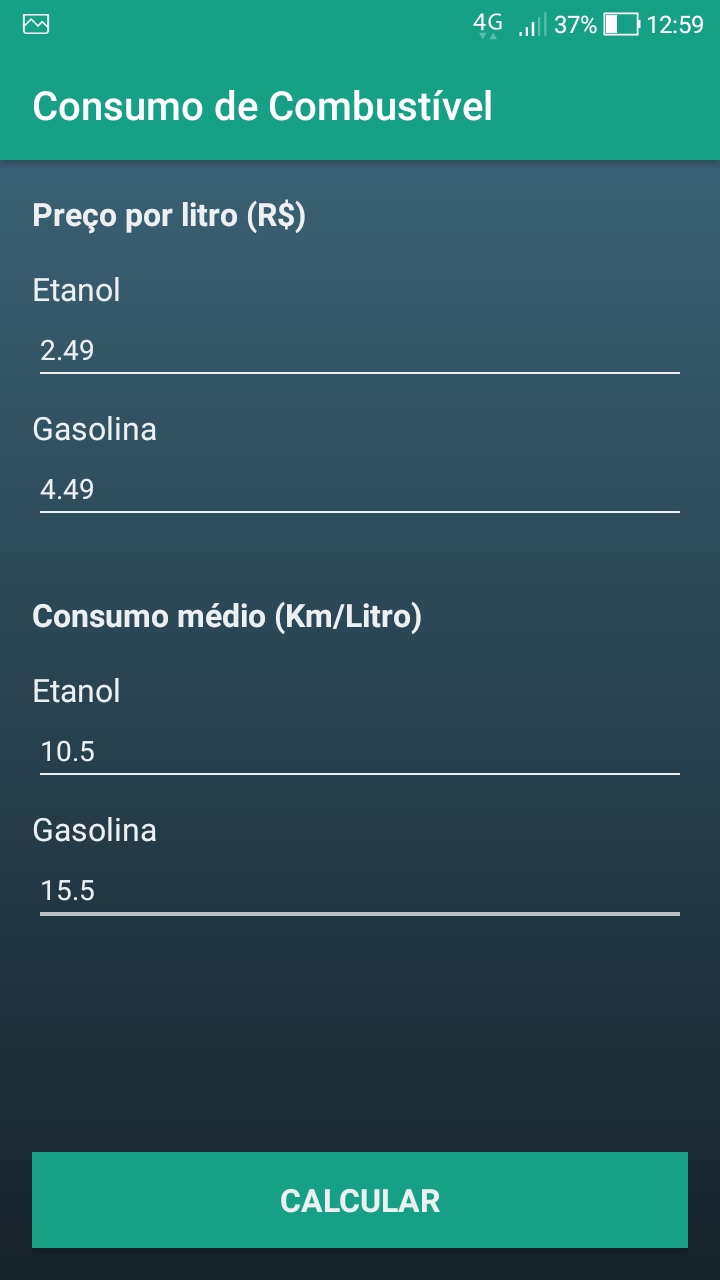 4G 37% 12:59
Consumo de Combustível
Preço por litro (R$)
Etanol
2.49
Gasolina
4.49
Consumo médio (Km/Litro)
Etanol
10.5
Gasolina
15.5
CALCULAR